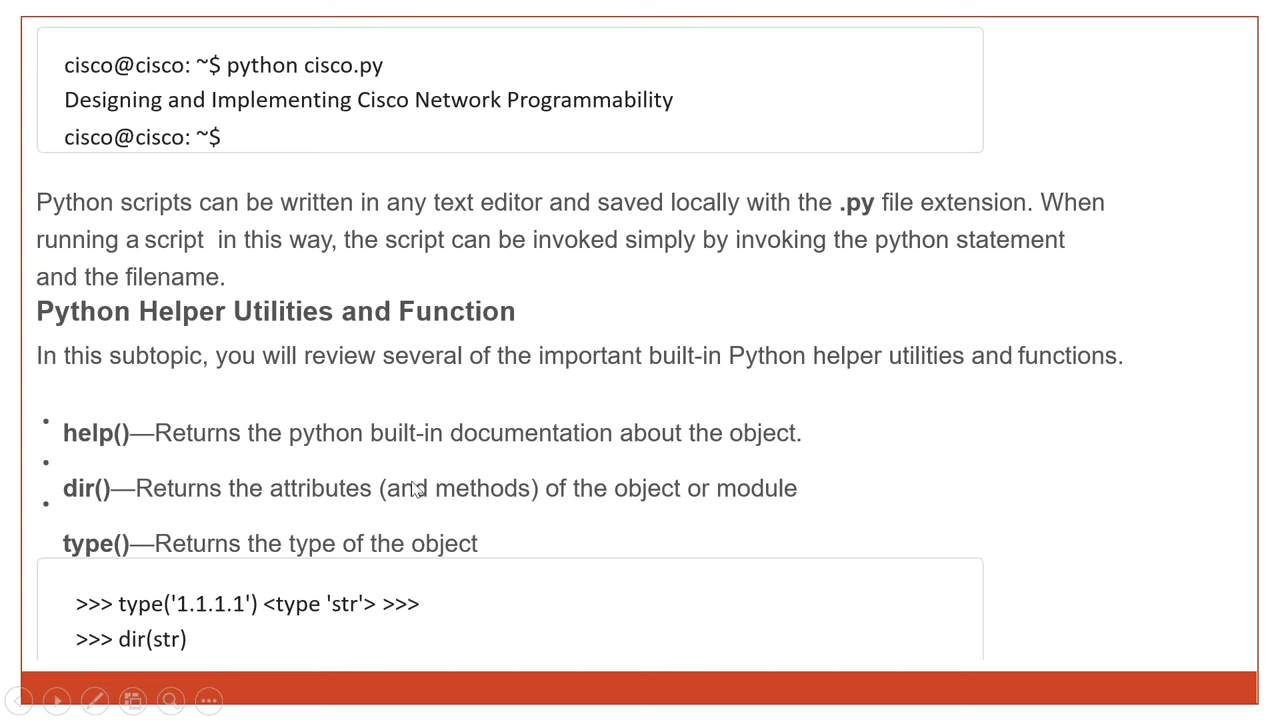 cisco@cisco: ~$ python cisco.py
Designing and Implementing Cisco Network Programmability
cisco@cisco: ~$
Python scripts can be written in any text editor and saved locally with the .py file extension. When
running a script in this way, the script can be invoked simply by invoking the python statement
and the filename.
Python Helper Utilities and Function
In this subtopic, you will review several of the important built-in Python helper utilities and functions.
• help()—Returns the python built-in documentation about the object.
• dir()—Returns the attributes (and methods) of the object or module
• type()—Returns the type of the object
>>> type('1.1.1.1') <type 'str'> >>>
>>> dir(str)